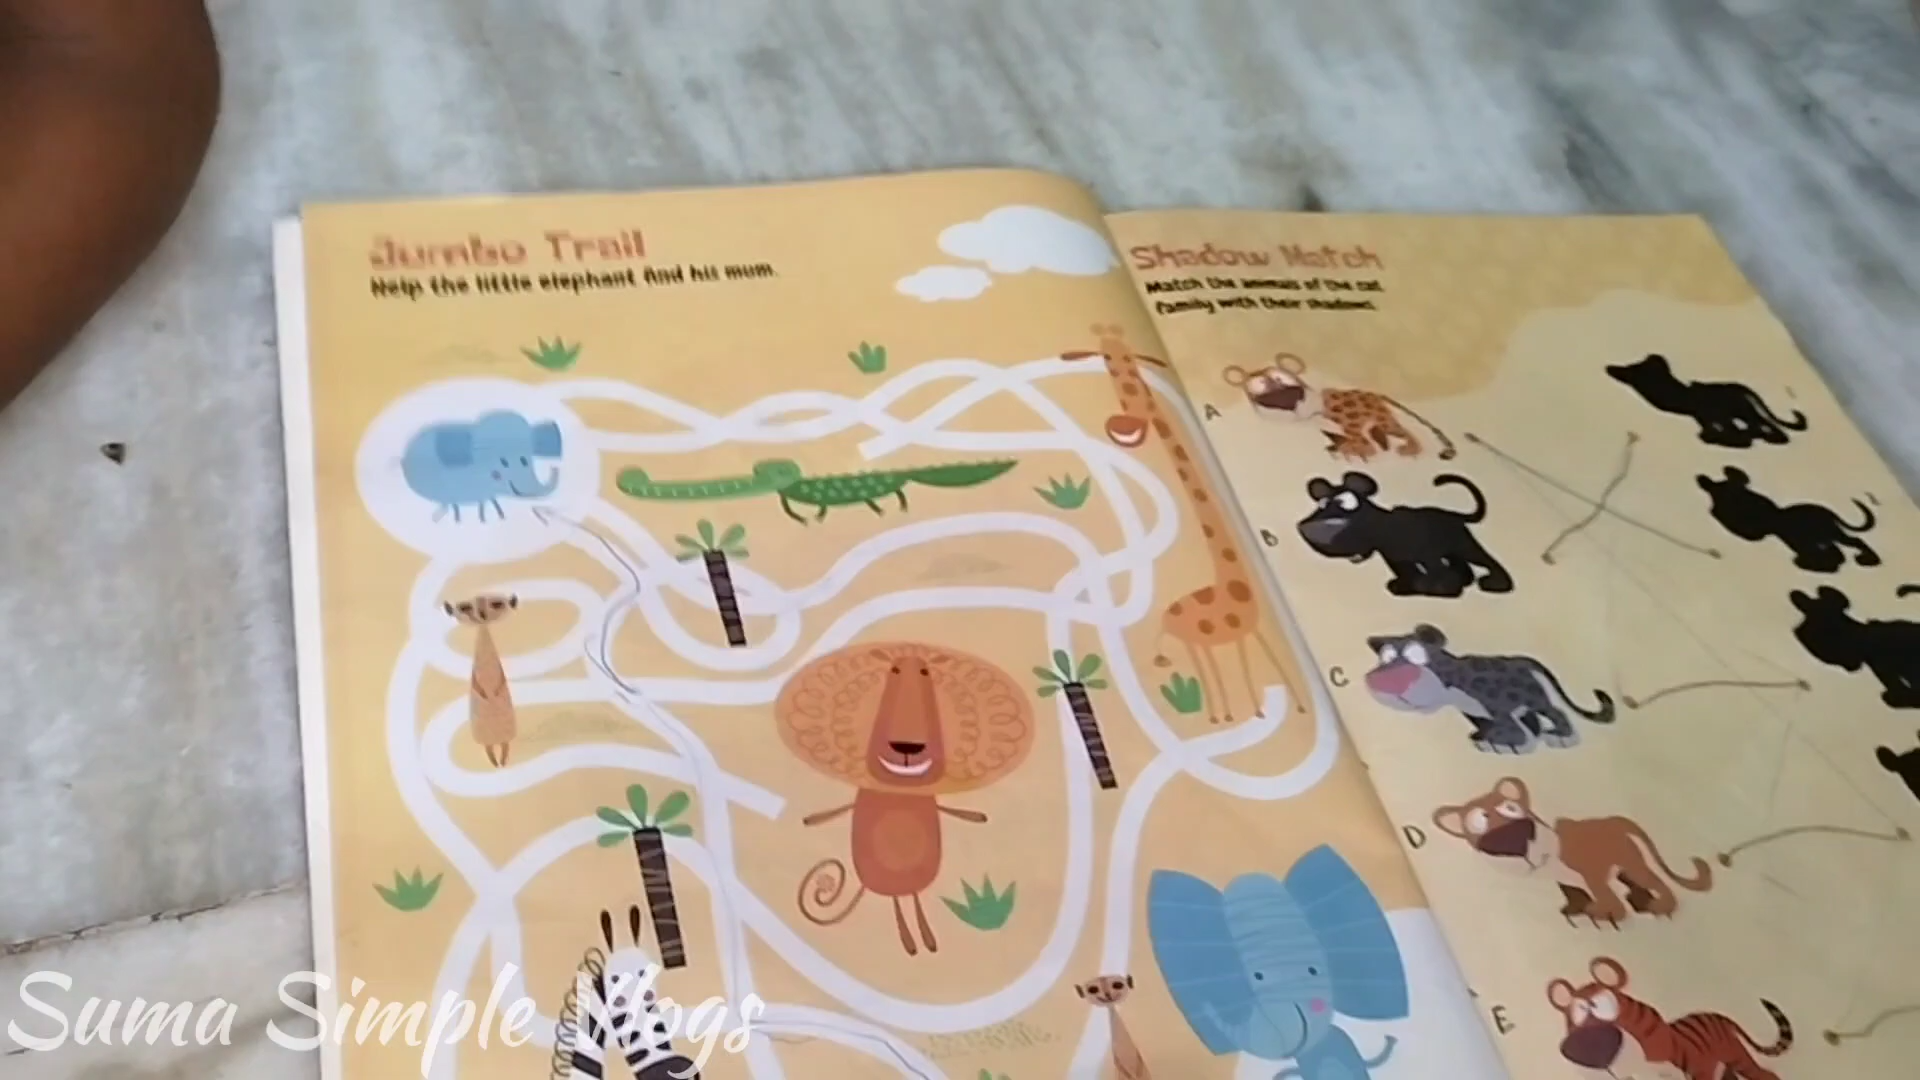 Jumbo Trail
Help the little elephant find his mum.
Shadow Match
Match the animals of the cat
family with their shadows.
A
B
C
D
E
Suma Simple Vlogs